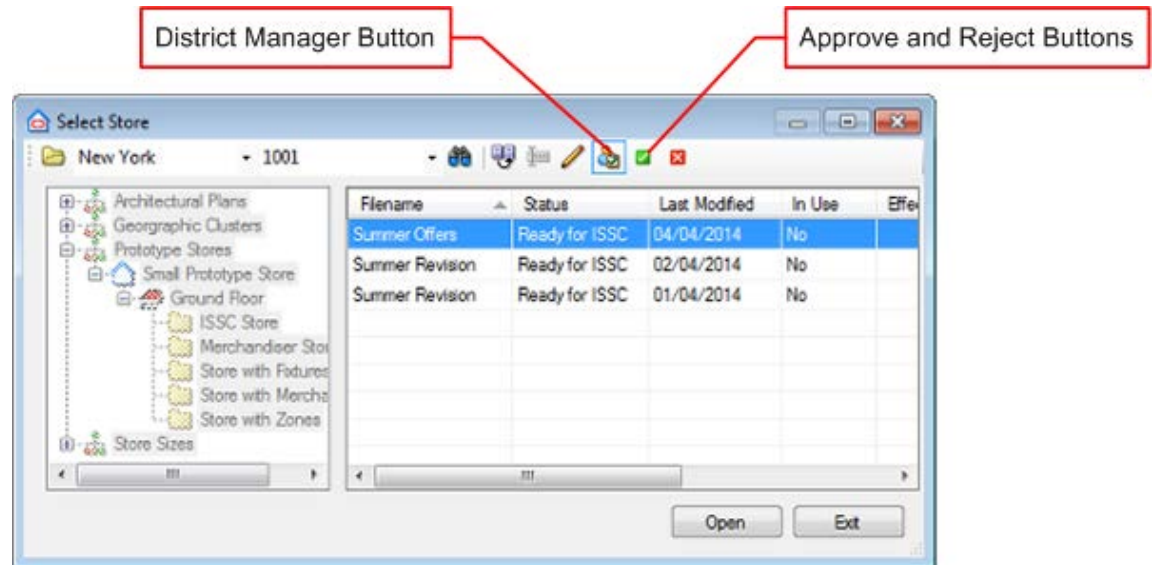 District Manager Button
Approve and Reject Buttons
Select Store
New York 1001
Architectural Plans
Georgraphic Clusters
Prototype Stores
Small Prototype Store
Ground Floor
ISSC Store
Merchandiser Stor
Store with Fixtures
Store with Mercha
Store with Zones
Store Sizes
Filename Status Last Modified In Use Effe
Summer Offers Ready for ISSC 04/04/2014 No
Summer Revision Ready for ISSC 02/04/2014 No
Summer Revision Ready for ISSC 01/04/2014 No
Open Exit